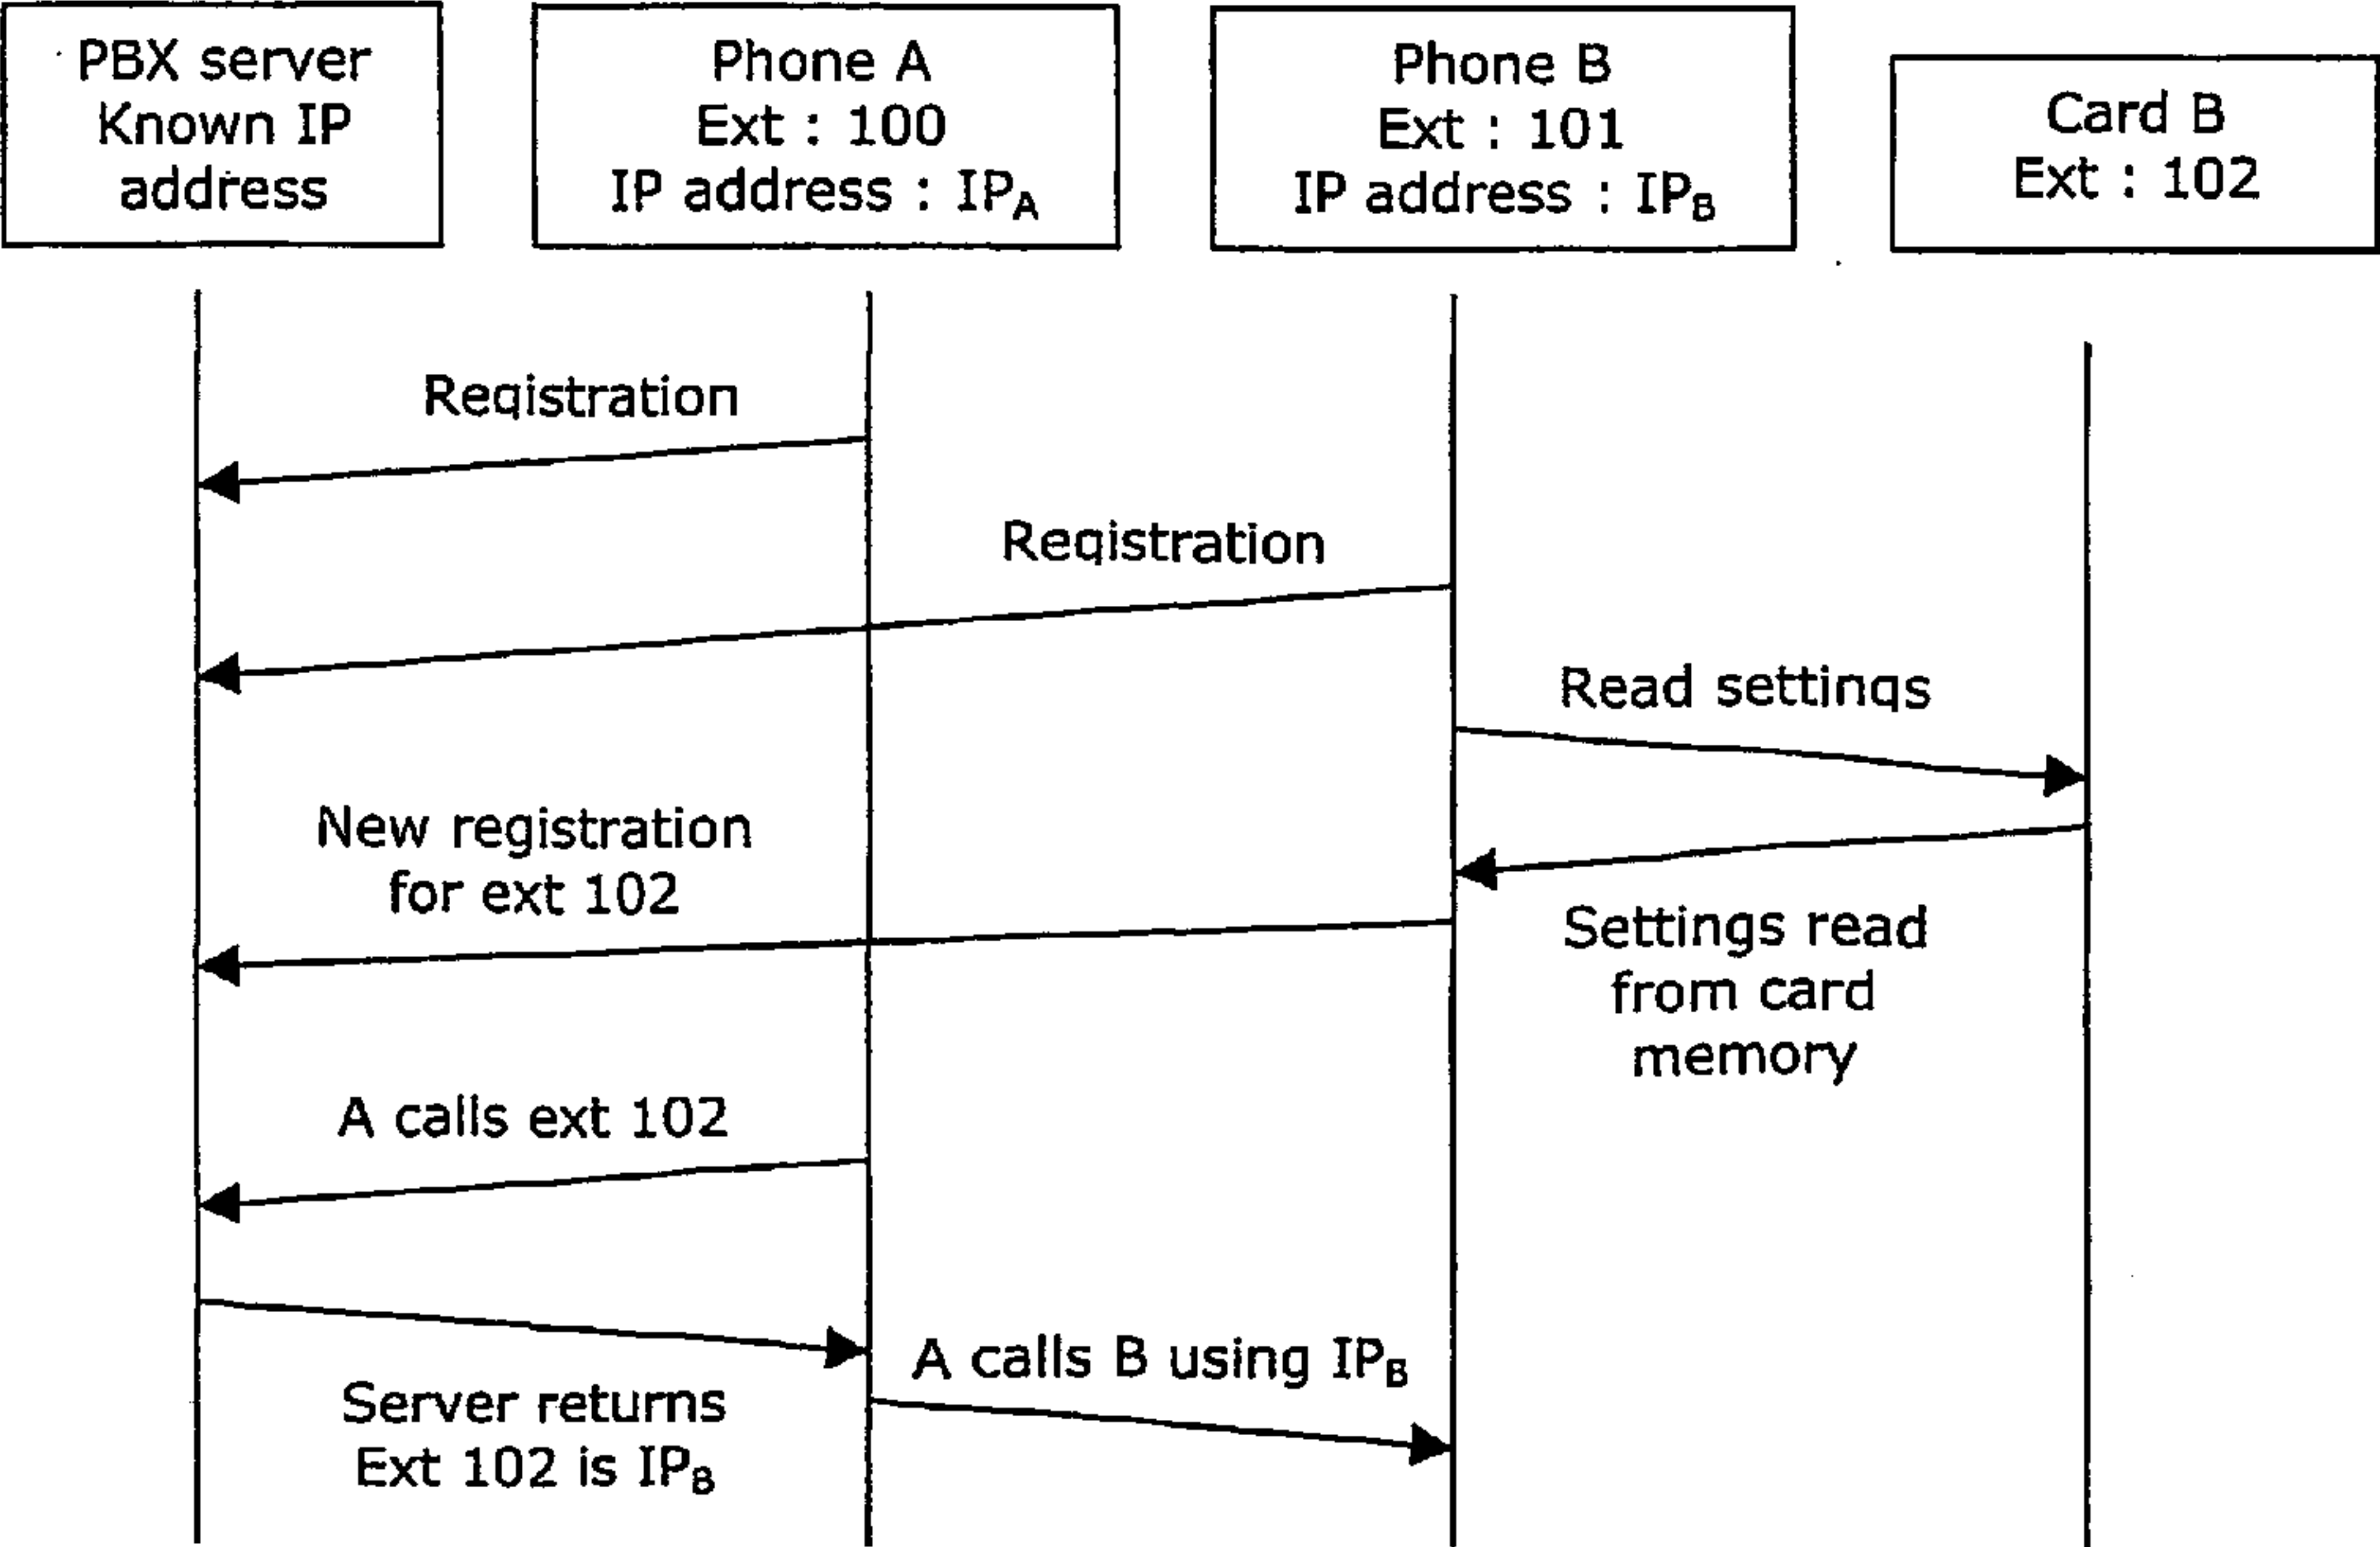 PBX server
Known IP
address
Phone A
Ext : 100
IP address : IPA
Phone B
Ext : 101
IP address : IPB
Card B
Ext : 102
Registration
Registration
Read settings
New registration
for ext 102
Settings read
from card
memory
A calls ext 102
A calls B using IPB
Server returns
Ext 102 is IPB